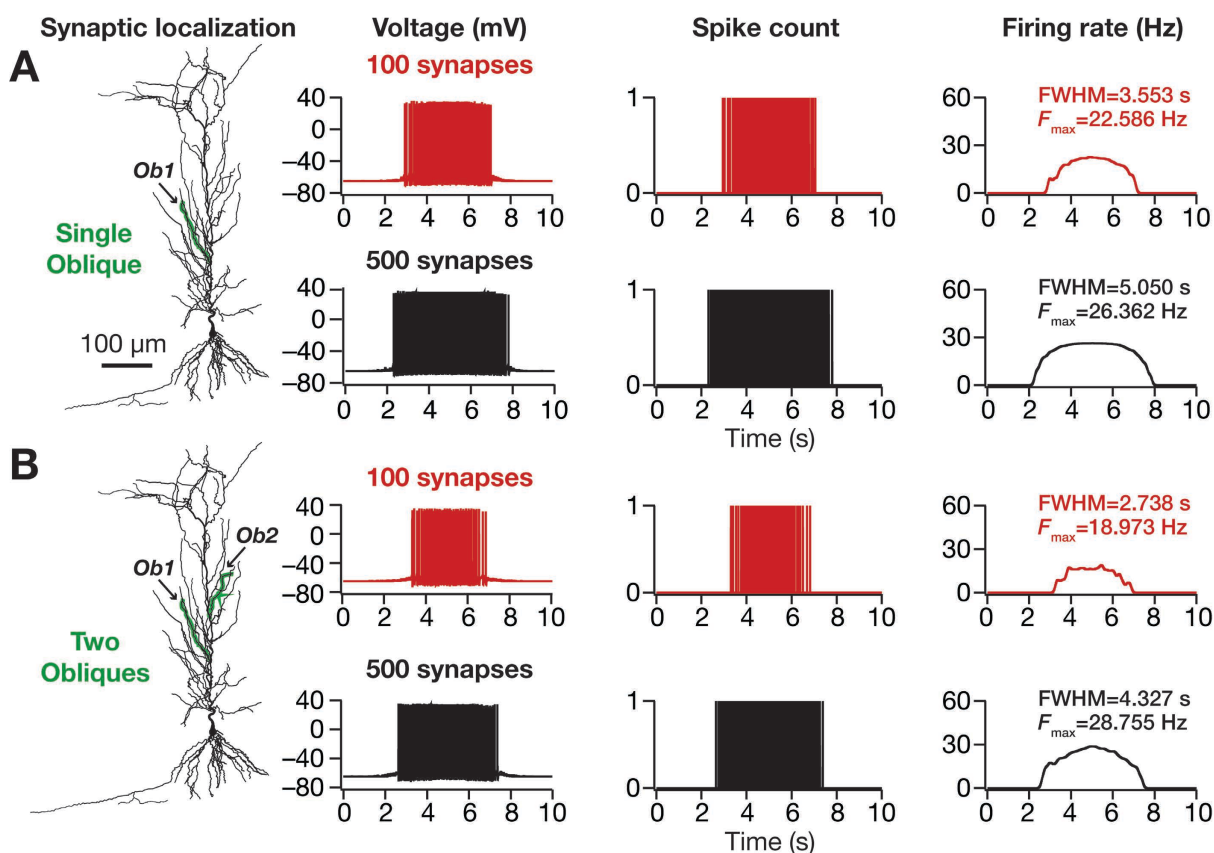 Synaptic localization
Voltage (mV)
Spike count
Firing rate (Hz)
A
Ob1
Single
Oblique
100 µm
100 synapses
40
0
–40
–80
0 2 4 6 8 10
1
0
0 2 4 6 8 10
60
30
0
0 2 4 6 8 10
FWHM=3.553 s
Fmax=22.586 Hz
500 synapses
40
0
–40
–80
0 2 4 6 8 10
1
0
0 2 4 6 8 10
Time (s)
60
30
0
0 2 4 6 8 10
FWHM=5.050 s
Fmax=26.362 Hz
B
Ob1
Ob2
Two
Obliques
100 synapses
40
0
–40
–80
0 2 4 6 8 10
1
0
0 2 4 6 8 10
60
30
0
0 2 4 6 8 10
FWHM=2.738 s
Fmax=18.973 Hz
500 synapses
40
0
–40
–80
0 2 4 6 8 10
1
0
0 2 4 6 8 10
Time (s)
60
30
0
0 2 4 6 8 10
FWHM=4.327 s
Fmax=28.755 Hz